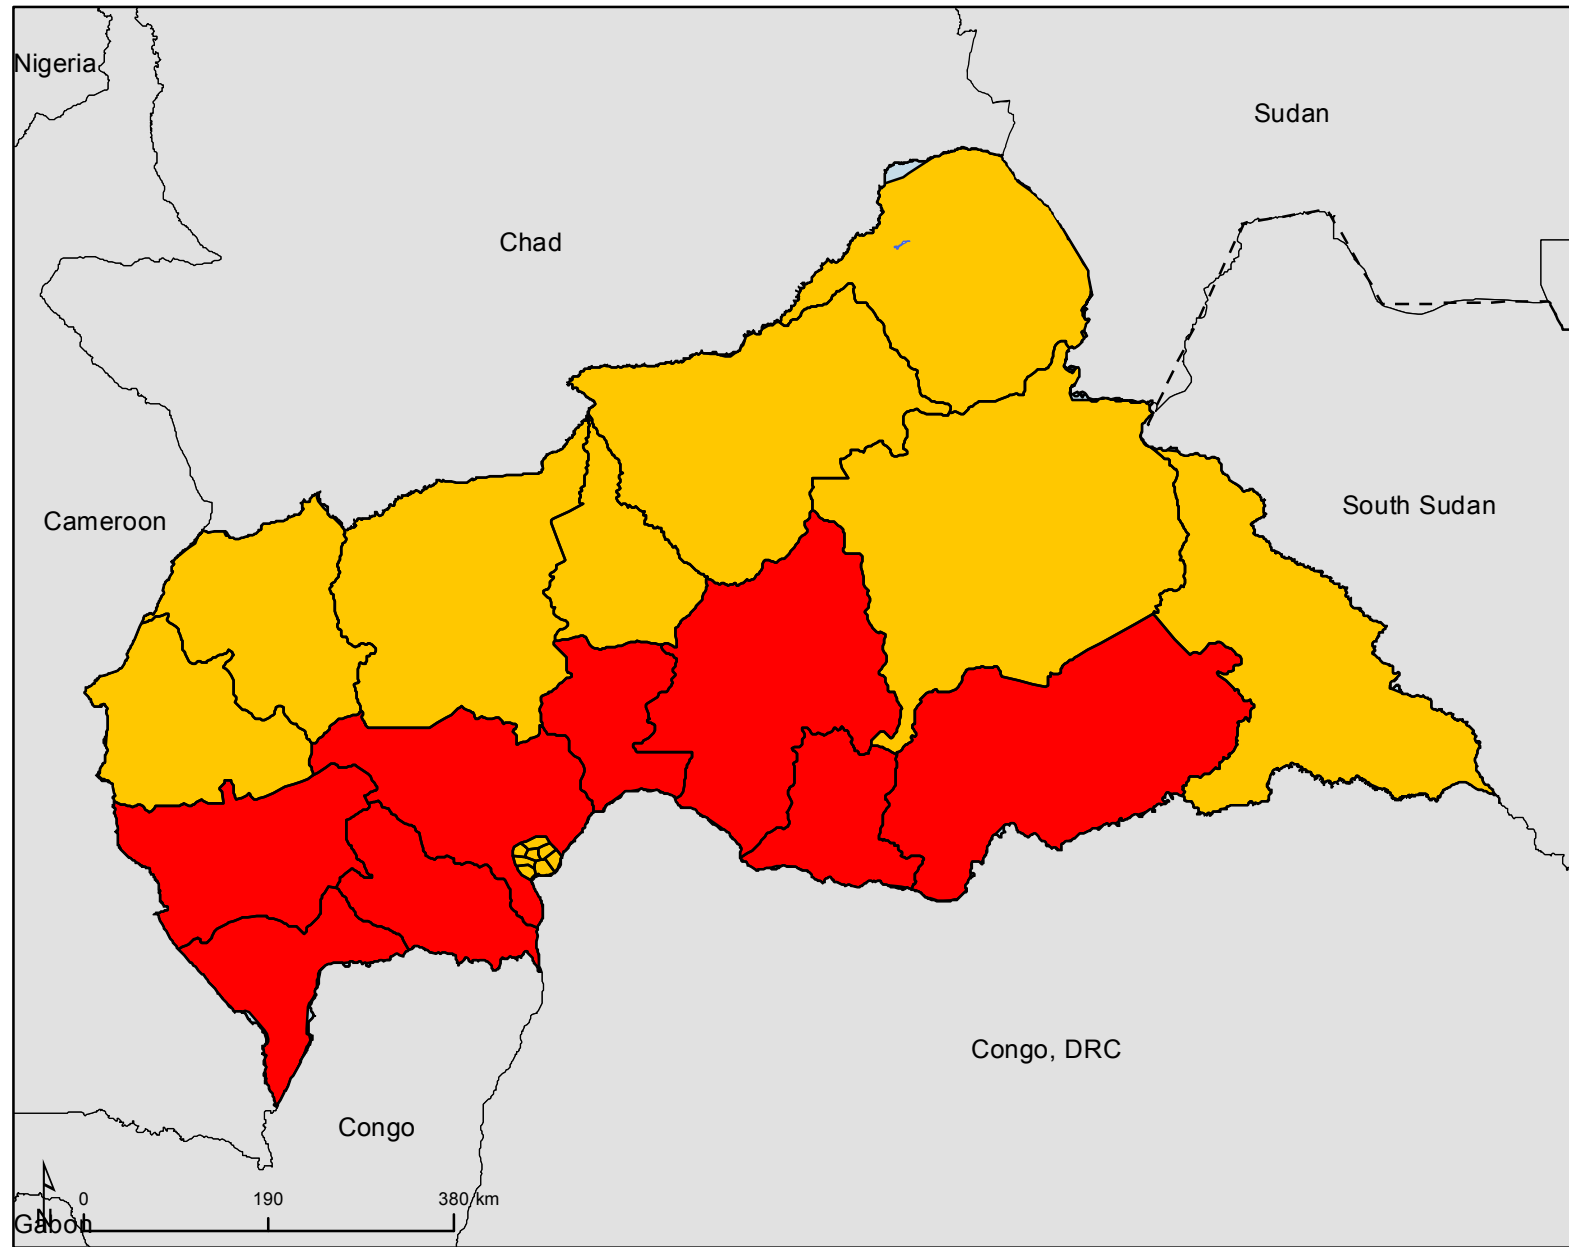 Nigeria
Sudan
Chad
South Sudan
Cameroon
Congo, DRC
Congo
0 190 380 km
N
Gabon